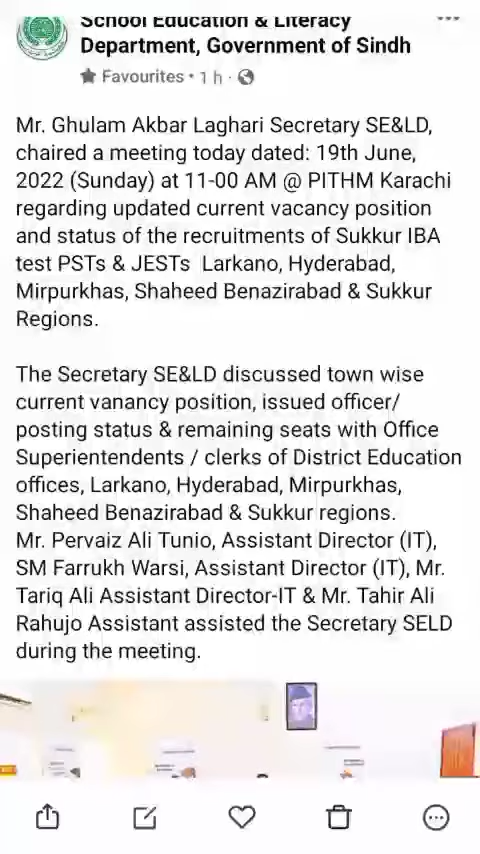 School Education & Literacy
Department, Government of Sindh
Favourites • 1 h ·
Mr. Ghulam Akbar Laghari Secretary SE&LD,
chaired a meeting today dated: 19th June,
2022 (Sunday) at 11-00 AM @ PITHM Karachi
regarding updated current vacancy position
and status of the recruitments of Sukkur IBA
test PSTs & JESTs Larkano, Hyderabad,
Mirpurkhas, Shaheed Benazirabad & Sukkur
Regions.
The Secretary SE&LD discussed town wise
current vanancy position, issued officer/
posting status & remaining seats with Office
Superientendents / clerks of District Education
offices, Larkano, Hyderabad, Mirpurkhas,
Shaheed Benazirabad & Sukkur regions.
Mr. Pervaiz Ali Tunio, Assistant Director (IT),
SM Farrukh Warsi, Assistant Director (IT), Mr.
Tariq Ali Assistant Director-IT & Mr. Tahir Ali
Rahujo Assistant assisted the Secretary SELD
during the meeting.